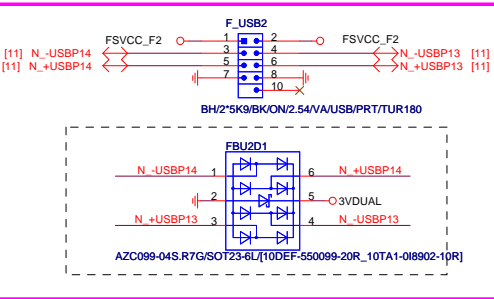 F_USB2
FSVCC_F2 1 2 FSVCC_F2
[11] N_-USBP14 3 4 N_-USBP13 [11]
[11] N_+USBP14 5 6 N_+USBP13 [11]
7 8
10
BH/2*5K9/BK/ON/2.54/VA/USB/PRT/TUR180
FBU2D1
N_-USBP14 1 6 N_+USBP14
2 5 3VDUAL
N_+USBP13 3 4 N_-USBP13
AZC099-04S.R7G/SOT23-6L/[10DEF-550099-20R_10TA1-0I8902-10R]